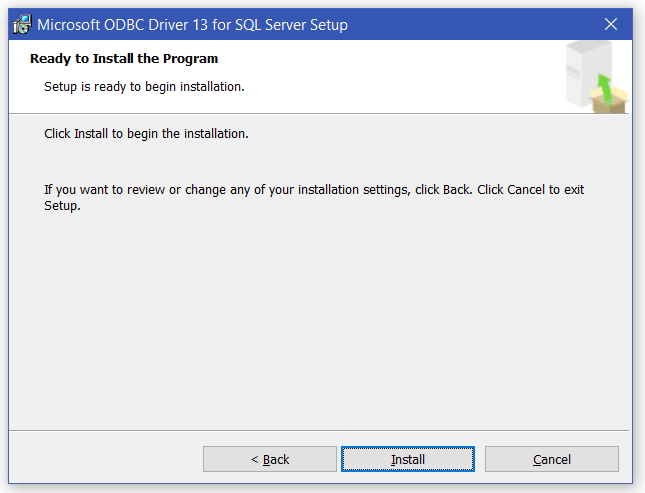 Microsoft ODBC Driver 13 for SQL Server Setup
Ready to Install the Program
Setup is ready to begin installation.
Click Install to begin the installation.
If you want to review or change any of your installation settings, click Back. Click Cancel to exit
Setup.
< Back
Install
Cancel